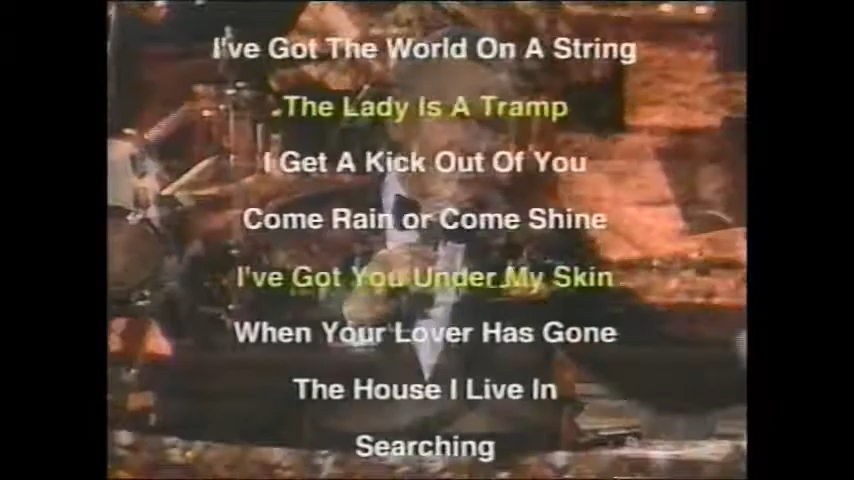 I've Got The World On A String
The Lady Is A Tramp
I Get A Kick Out Of You
Come Rain or Come Shine
I've Got You Under My Skin
When Your Lover Has Gone
The House I Live In
Searching